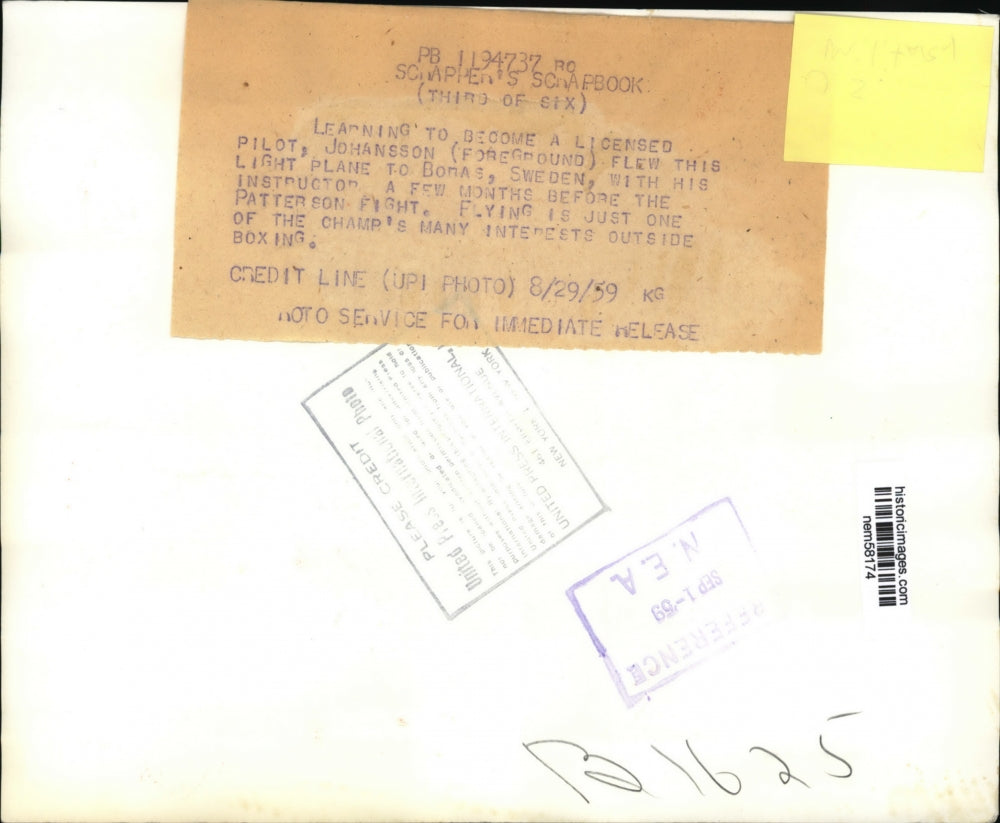 PB 1194737 RO
SCRAPPER'S SCRAPBOOK
(THIRD OF SIX)
LEARNING TO BECOME A LICENSED
PILOT, JOHANSSON (FOREGROUND) FLEW THIS
LIGHT PLANE TO BORAS, SWEDEN, WITH HIS
INSTRUCTOR A FEW MONTHS BEFORE THE
PATTERSON FIGHT. FLYING IS JUST ONE
OF THE CHAMP'S MANY INTERESTS OUTSIDE
BOXING.
CREDIT LINE (UPI PHOTO) 8/29/59 KG
ROTO SERVICE FOR IMMEDIATE RELEASE
PLEASE CREDIT
United Press International Photo
UNITED PRESS INTERNATIONAL,
NEW YORK
REFERENCE
SEP 1-'59
N. E. A.
historicimages.com
nem58174
1625